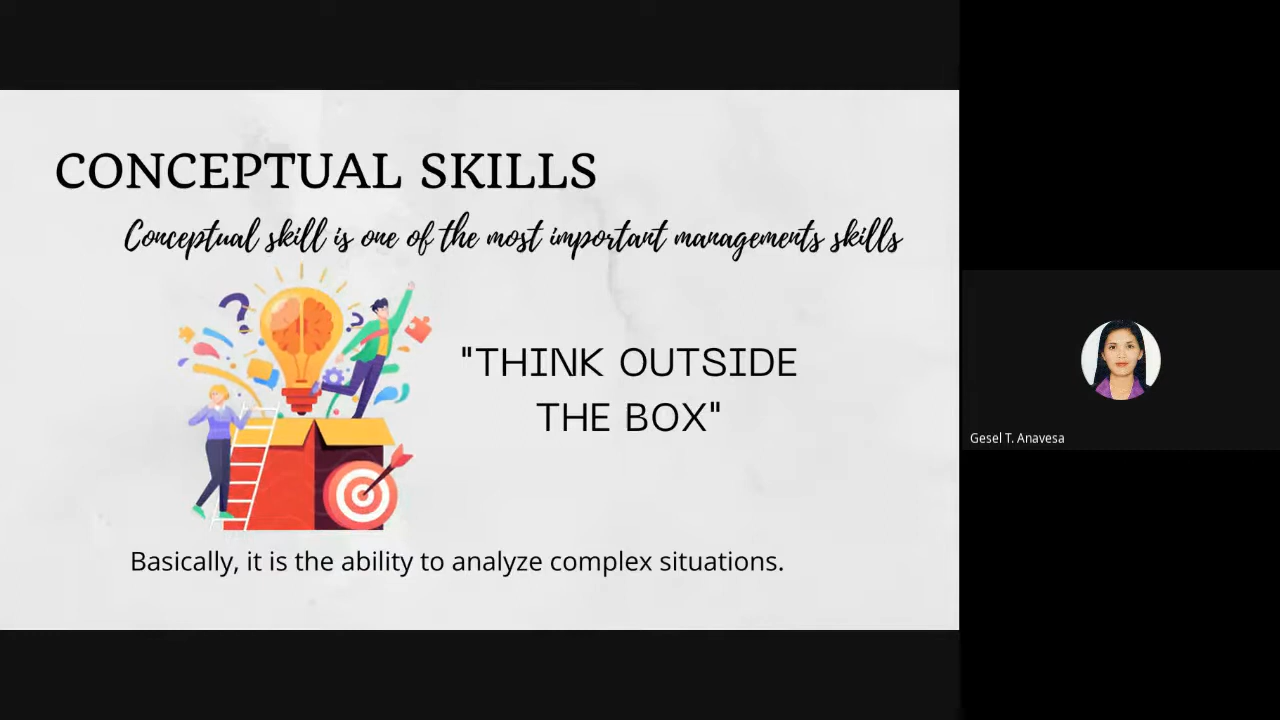 CONCEPTUAL SKILLS
Conceptual skill is one of the most important managements skills
"THINK OUTSIDE
THE BOX"
Basically, it is the ability to analyze complex situations.
Gesel T. Anavesa